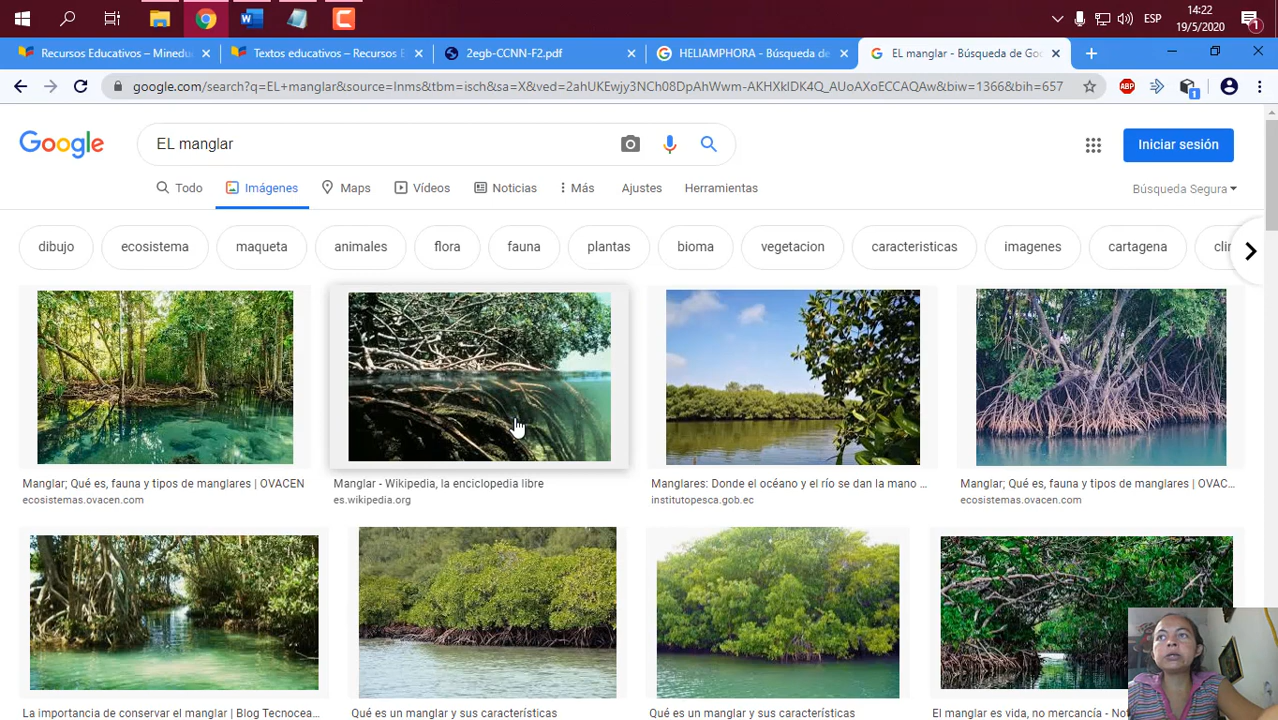 14:22
ESP
19/5/2020
Recursos Educativos – Minedu
Textos educativos – Recursos E
2egb-CCNN-F2.pdf
HELIAMPHORA - Búsqueda de
EL manglar - Búsqueda de Goo
google.com/search?q=EL+manglar&source=lnms&tbm=isch&sa=X&ved=2ahUKEwjy3NCh08DpAhWwm-AKHXkIDK4Q_AUoAXoECCAQAw&biw=1366&bih=657
ABP
1
Google
EL manglar
Iniciar sesión
Todo
Imágenes
Maps
Vídeos
Noticias
Más
Ajustes
Herramientas
Búsqueda Segura
dibujo
ecosistema
maqueta
animales
flora
fauna
plantas
bioma
vegetacion
caracteristicas
imagenes
cartagena
Manglar; Qué es, fauna y tipos de manglares | OVACEN
ecosistemas.ovacen.com
Manglar - Wikipedia, la enciclopedia libre
es.wikipedia.org
Manglares: Donde el océano y el río se dan la mano ...
institutopesca.gob.ec
Manglar; Qué es, fauna y tipos de manglares | OVAC...
ecosistemas.ovacen.com
La importancia de conservar el manglar | Blog Tecnocea...
Qué es un manglar y sus características
Qué es un manglar y sus características
El manglar es vida, no mercancía - No